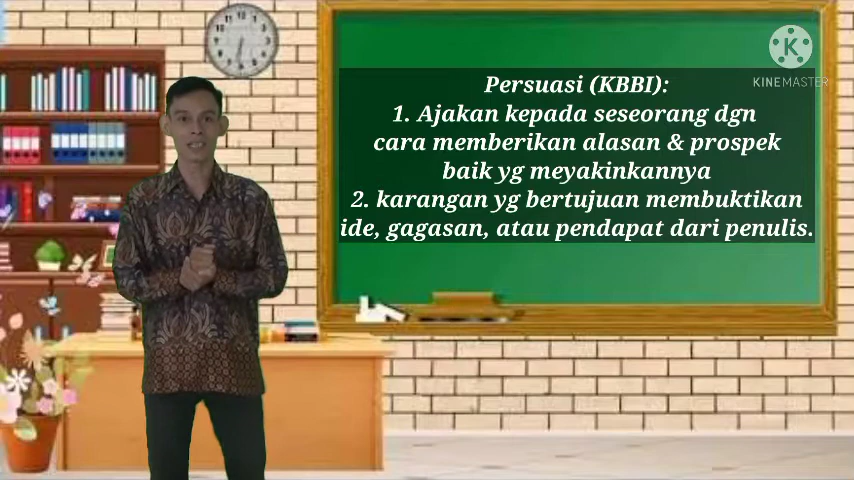 Persuasi (KBBI):
1. Ajakan kepada seseorang dgn
cara memberikan alasan & prospek
baik yg meyakinkannya
2. karangan yg bertujuan membuktikan
ide, gagasan, atau pendapat dari penulis.
K
KINEMASTER